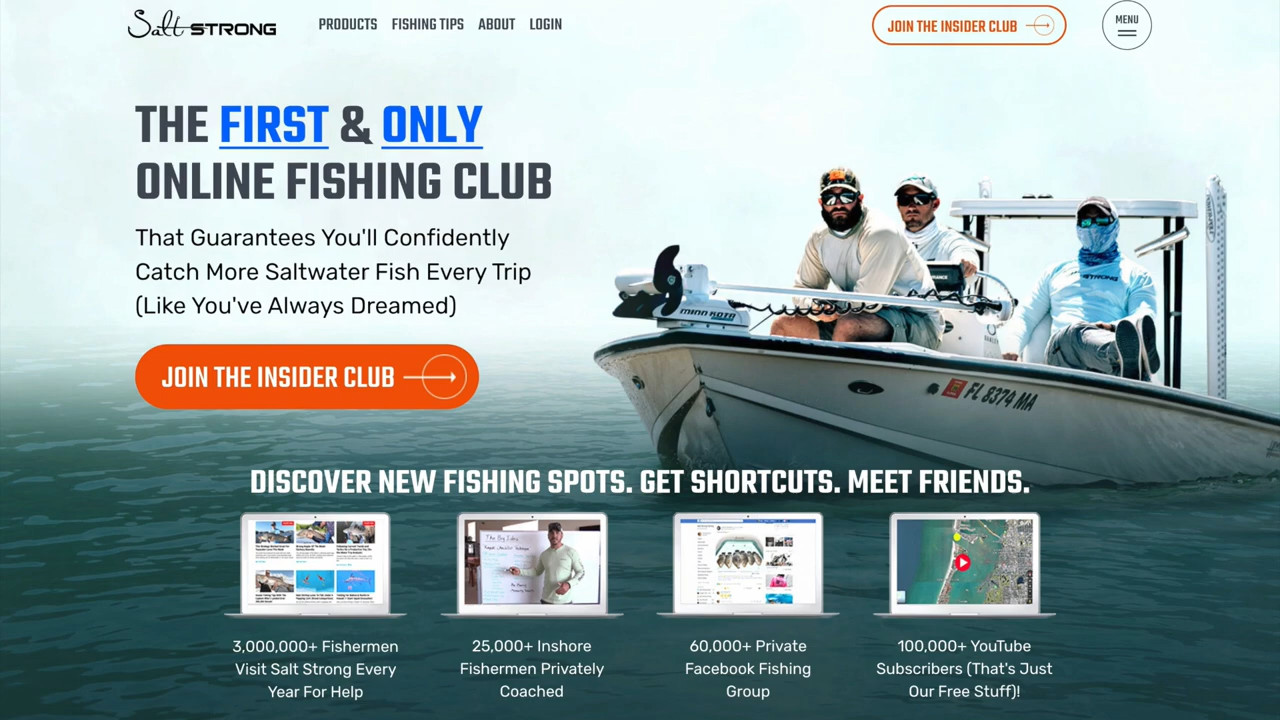 Salt STRONG
PRODUCTS FISHING TIPS ABOUT LOGIN
JOIN THE INSIDER CLUB
MENU
THE FIRST & ONLY
ONLINE FISHING CLUB
That Guarantees You'll Confidently
Catch More Saltwater Fish Every Trip
(Like You've Always Dreamed)
JOIN THE INSIDER CLUB
MINN KOTA
STRONG
FL 8374 MA
DISCOVER NEW FISHING SPOTS. GET SHORTCUTS. MEET FRIENDS.
The Big Idea
3,000,000+ Fishermen
Visit Salt Strong Every
Year For Help
25,000+ Inshore
Fishermen Privately
Coached
60,000+ Private
Facebook Fishing
Group
100,000+ YouTube
Subscribers (That's Just
Our Free Stuff)!